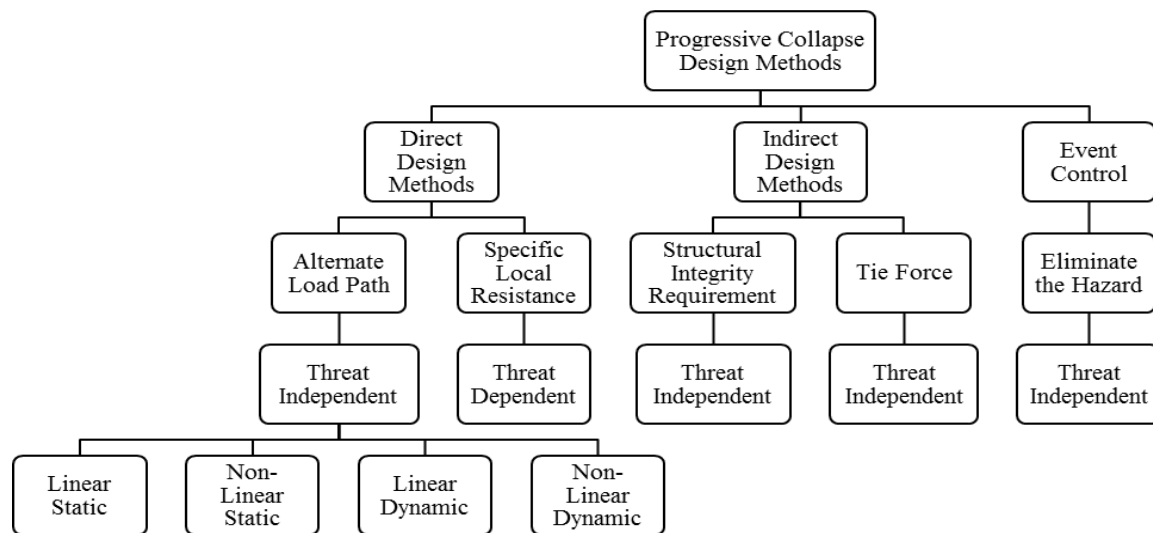 Progressive Collapse
Design Methods
Direct
Design
Methods
Indirect
Design
Methods
Event
Control
Alternate
Load Path
Specific
Local
Resistance
Structural
Integrity
Requirement
Tie Force
Eliminate
the Hazard
Threat
Independent
Threat
Dependent
Threat
Independent
Threat
Independent
Threat
Independent
Linear
Static
Non-
Linear
Static
Linear
Dynamic
Non-
Linear
Dynamic